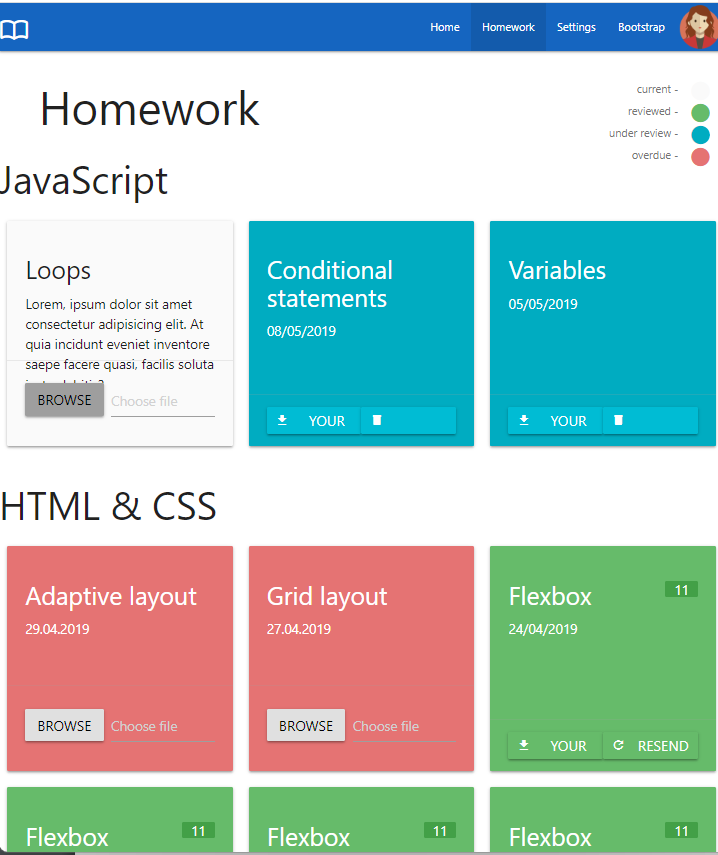 Home Homework Settings Bootstrap
Homework
current -
reviewed -
under review -
overdue -
JavaScript
Loops
Lorem, ipsum dolor sit amet
consectetur adipisicing elit. At
quia incidunt eveniet inventore
saepe facere quasi, facilis soluta
BROWSE Choose file
Conditional
statements
08/05/2019
YOUR
Variables
05/05/2019
YOUR
HTML & CSS
Adaptive layout
29.04.2019
BROWSE Choose file
Grid layout
27.04.2019
BROWSE Choose file
Flexbox 11
24/04/2019
YOUR RESEND
Flexbox 11
Flexbox 11
Flexbox 11